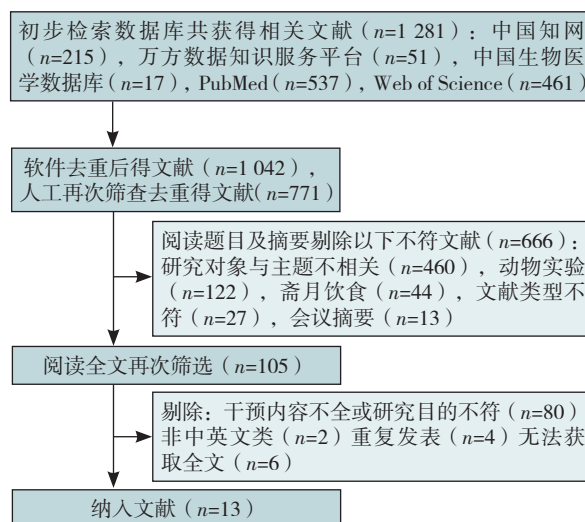 初步检索数据库共获得相关文献（n=1 281）：中国知网
（n=215），万方数据知识服务平台（n=51），中国生物医
学数据库（n=17），PubMed（n=537），Web of Science（n=461）
软件去重后得文献（n=1 042），
人工再次筛查去重得文献（n=771）
阅读题目及摘要剔除以下不符文献（n=666）：
研究对象与主题不相关（n=460），动物实验
（n=122），斋月饮食（n=44），文献类型不
符（n=27），会议摘要（n=13）
阅读全文再次筛选（n=105）
剔除：干预内容不全或研究目的不符（n=80）
非中英文类（n=2）重复发表（n=4）无法获
取全文（n=6）
纳入文献（n=13）